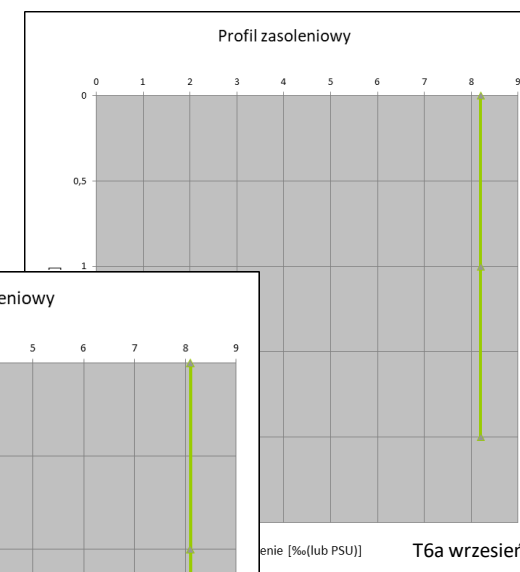 Profil zasoleniowy
0 1 2 3 4 5 6 7 8 9
0
0,5
1
eniowy
5 6 7 8 9
enie [‰(lub PSU)]
T6a wrzesień